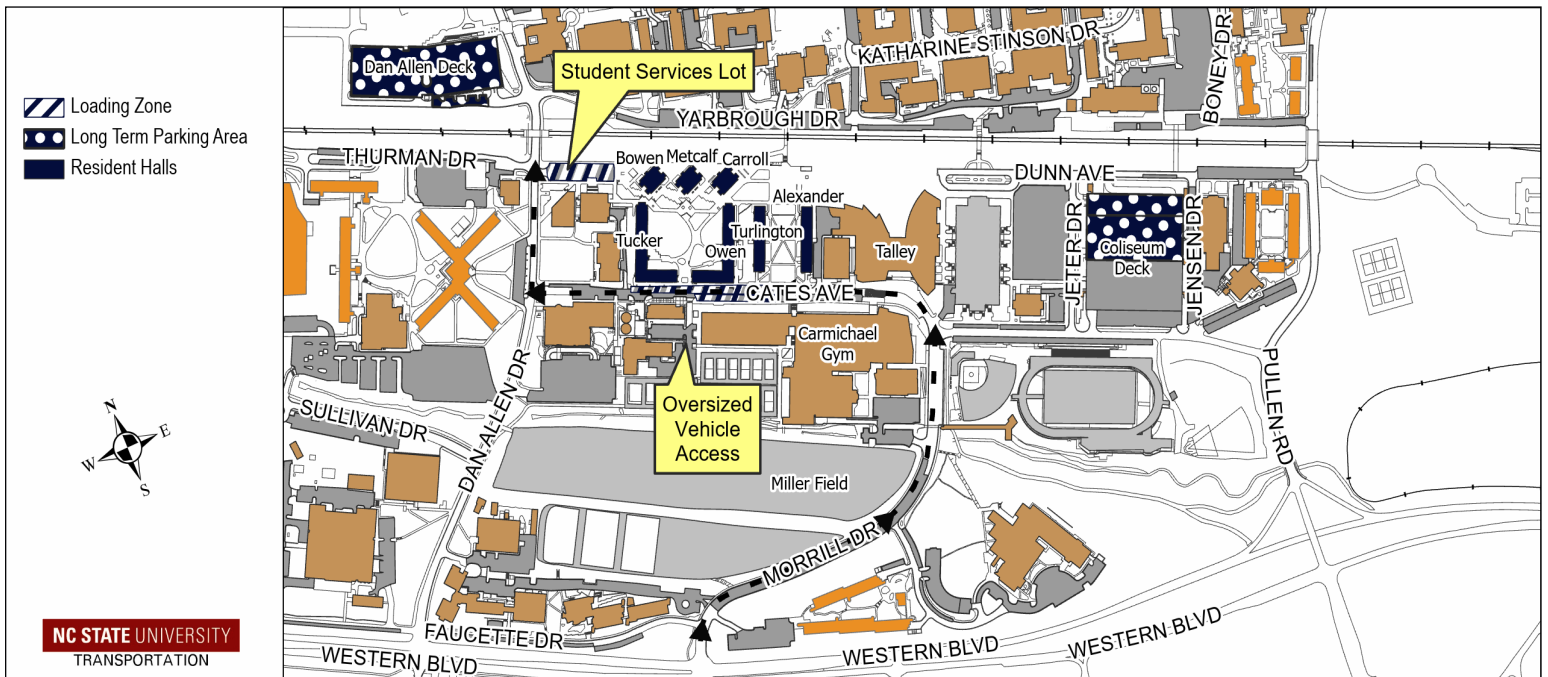 Loading Zone
Long Term Parking Area
Resident Halls
N
E
W
S
NC STATE UNIVERSITY
TRANSPORTATION
Dan Allen Deck
Student Services Lot
KATHARINE STINSON DR
BONEY DR
YARBROUGH DR
THURMAN DR
Bowen
Metcalf
Carroll
DUNN AVE
Alexander
Tucker
Owen
Turlington
Talley
JETER DR
Coliseum
Deck
JENSEN DR
CATES AVE
Carmichael
Gym
Oversized
Vehicle
Access
DAN ALLEN DR
SULLIVAN DR
PULLEN RD
Miller Field
MORRILL DR
FAUCETTE DR
WESTERN BLVD
WESTERN BLVD
WESTERN BLVD